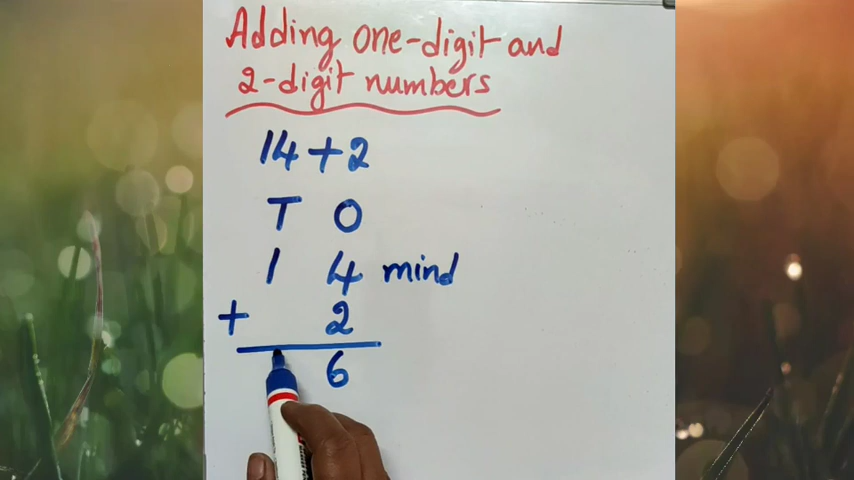 Adding one-digit and
2-digit numbers
14+2
T O
1 4 mind
+ 2
6